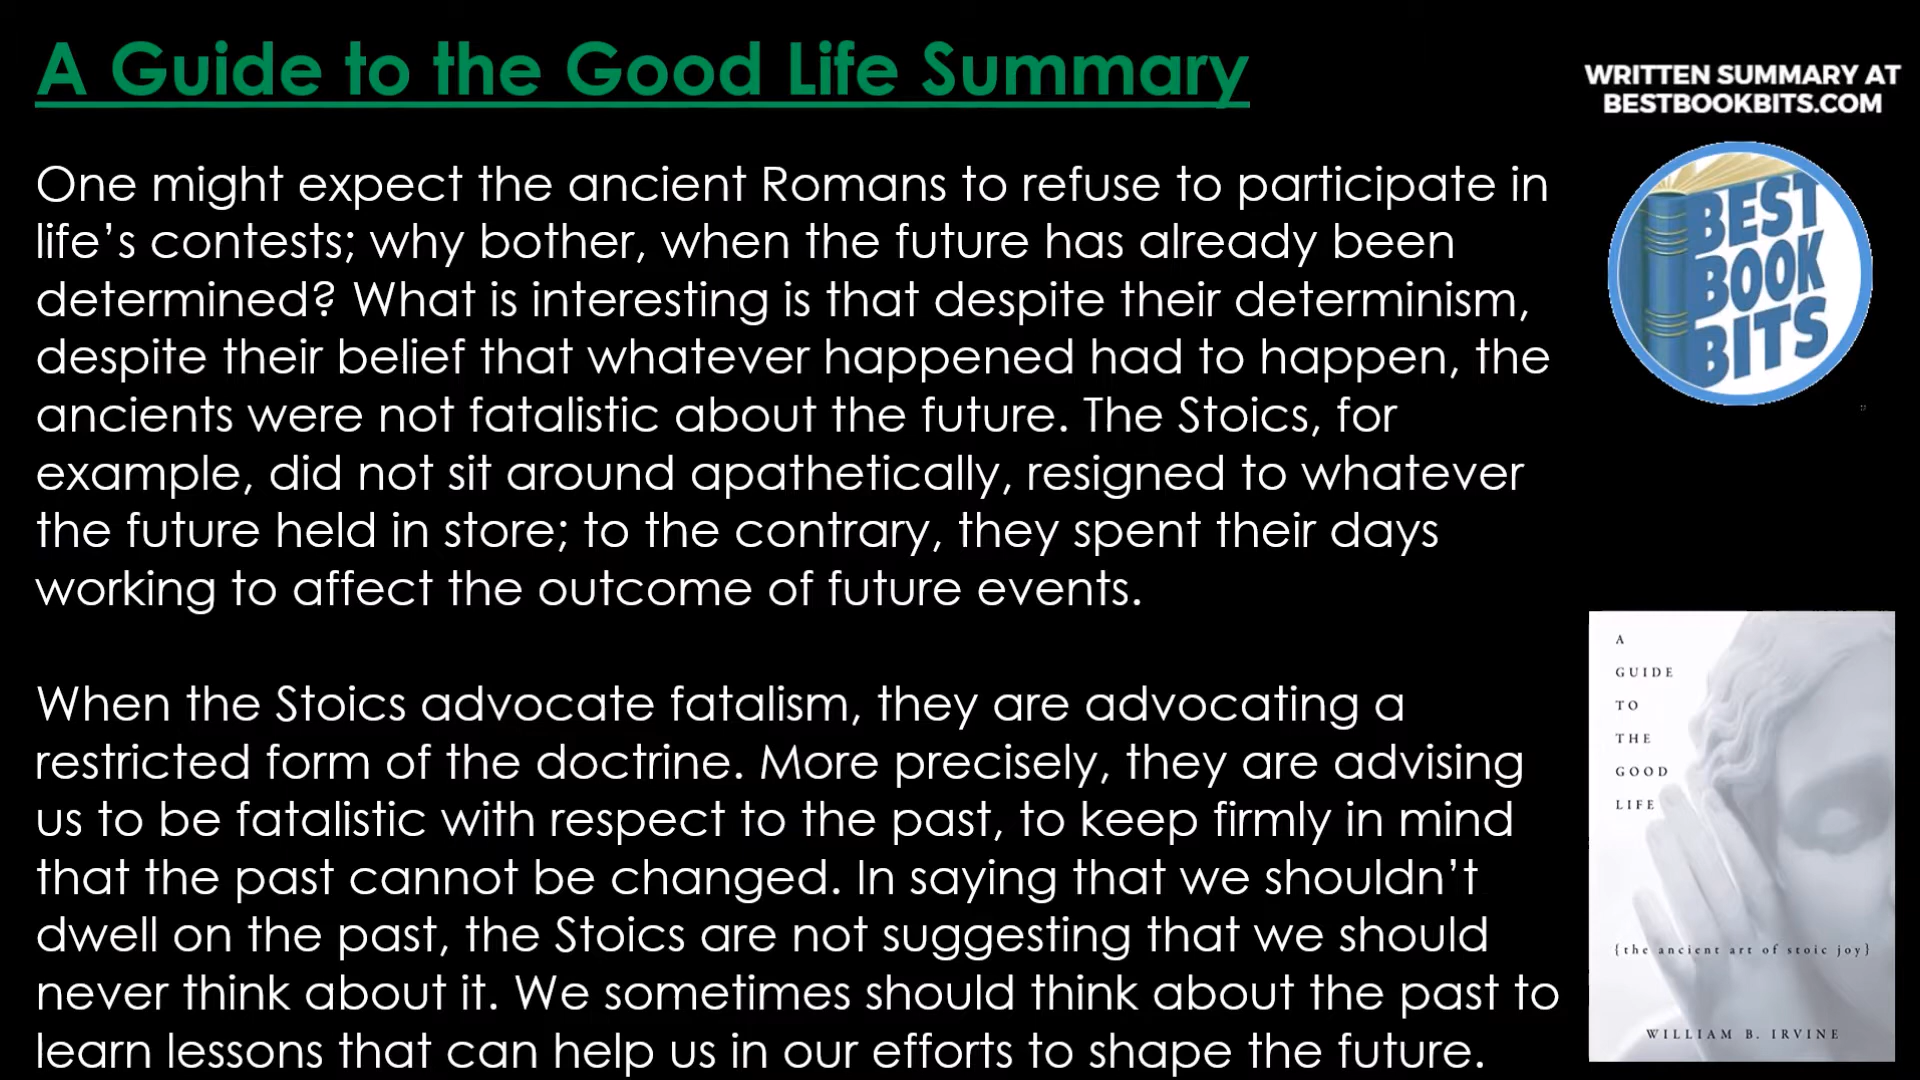 A Guide to the Good Life Summary
WRITTEN SUMMARY AT
BESTBOOKBITS.COM
BEST
BOOK
BITS
One might expect the ancient Romans to refuse to participate in
life’s contests; why bother, when the future has already been
determined? What is interesting is that despite their determinism,
despite their belief that whatever happened had to happen, the
ancients were not fatalistic about the future. The Stoics, for
example, did not sit around apathetically, resigned to whatever
the future held in store; to the contrary, they spent their days
working to affect the outcome of future events.
When the Stoics advocate fatalism, they are advocating a
restricted form of the doctrine. More precisely, they are advising
us to be fatalistic with respect to the past, to keep firmly in mind
that the past cannot be changed. In saying that we shouldn’t
dwell on the past, the Stoics are not suggesting that we should
never think about it. We sometimes should think about the past to
learn lessons that can help us in our efforts to shape the future.
A
GUIDE
TO
THE
GOOD
LIFE
{the ancient art of stoic joy}
WILLIAM B. IRVINE